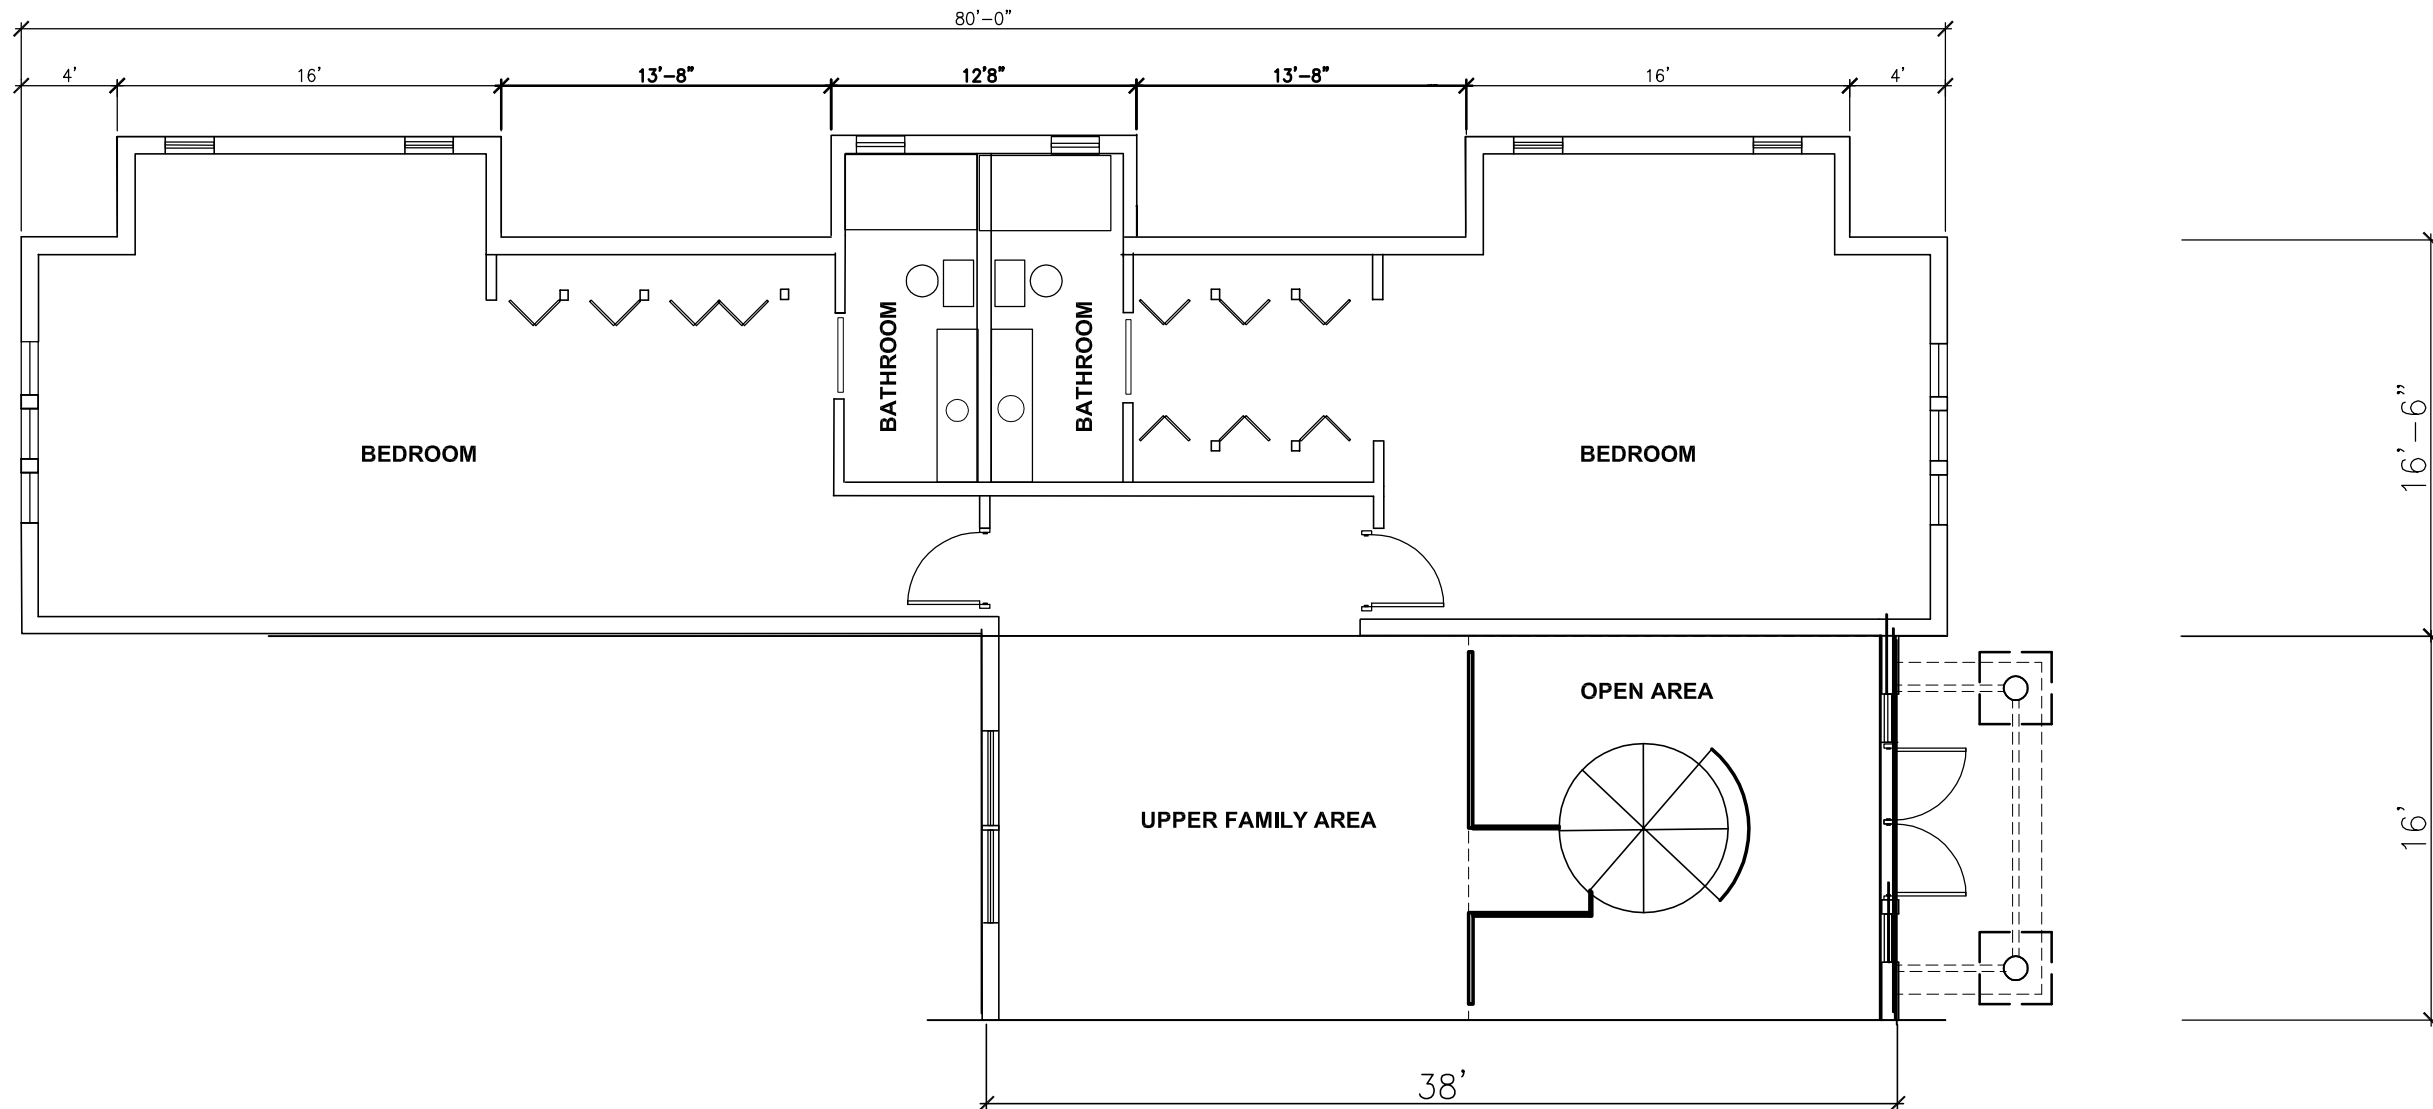 80'-0"
4'
16'
13'-8"
12'8"
13'-8"
16'
4'
BATHROOM
BATHROOM
16'-6"
BEDROOM
BEDROOM
OPEN AREA
UPPER FAMILY AREA
16'
38'